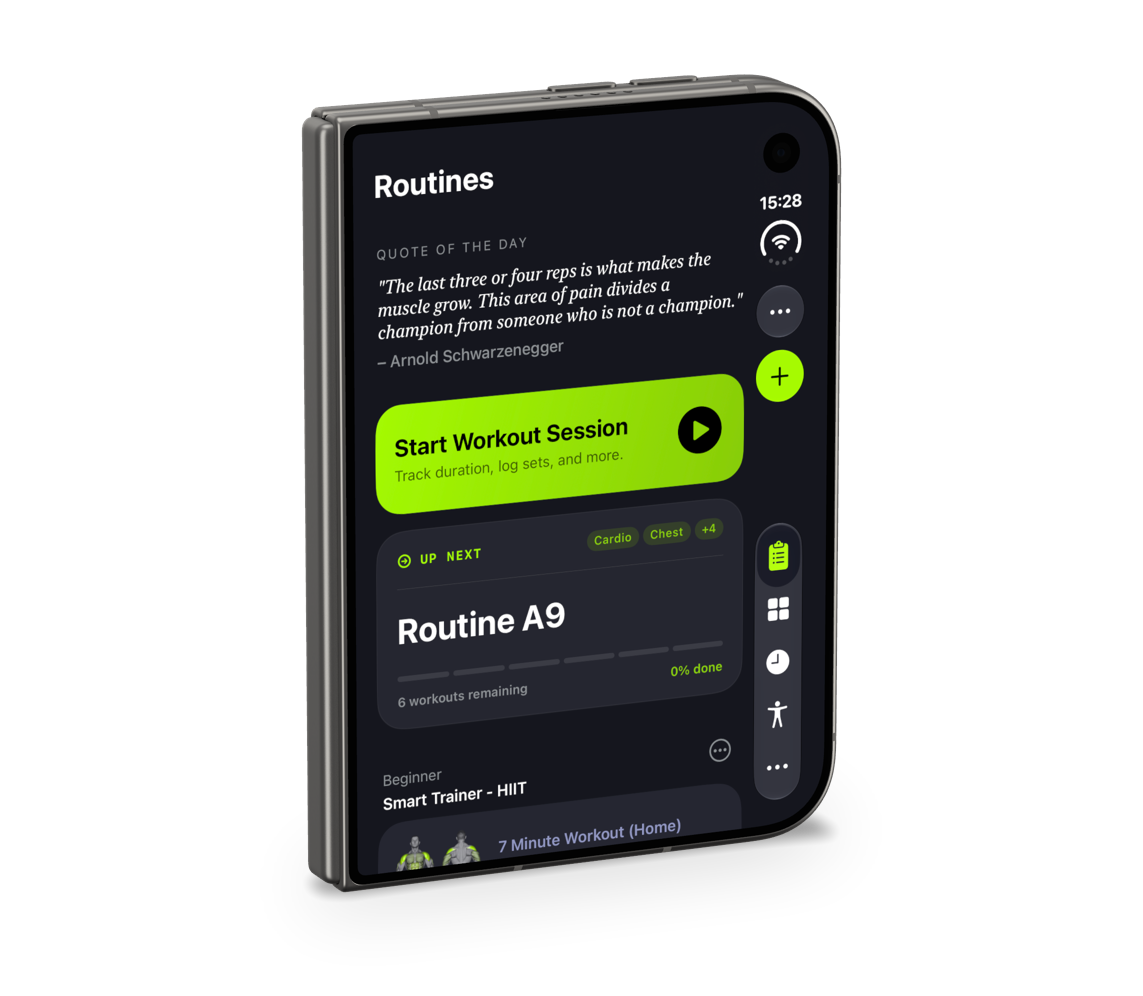 Routines
15:28
QUOTE OF THE DAY
"The last three or four reps is what makes the
muscle grow. This area of pain divides a
champion from someone who is not a champion."
– Arnold Schwarzenegger
Start Workout Session
Track duration, log sets, and more.
UP NEXT
Cardio Chest +4
Routine A9
6 workouts remaining
0% done
Beginner
Smart Trainer - HIIT
7 Minute Workout (Home)